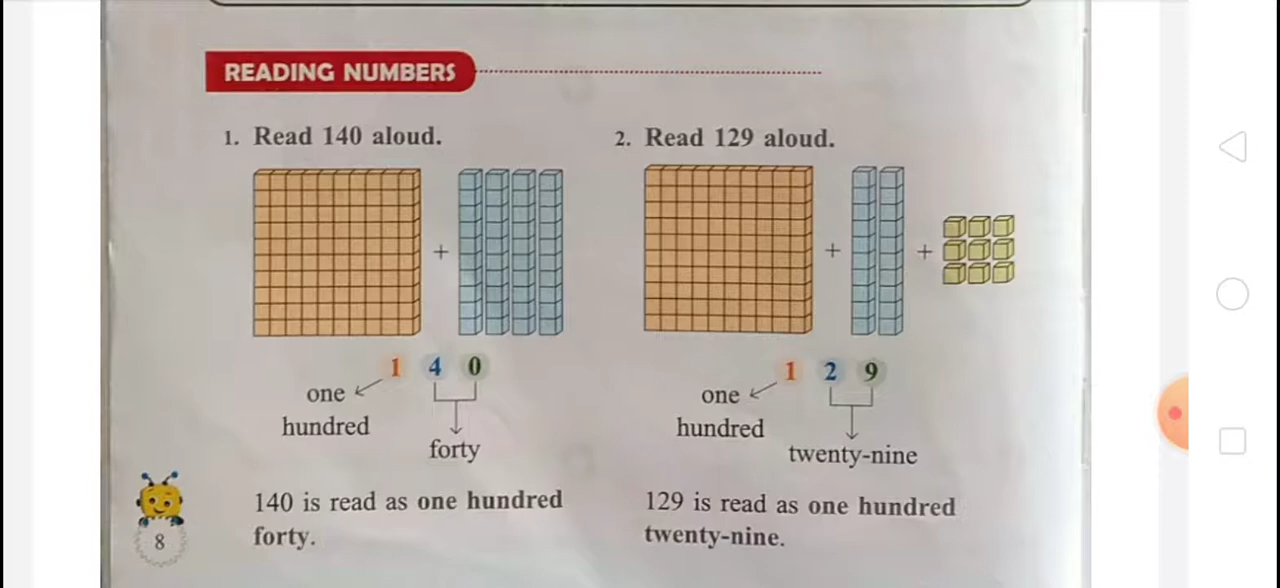 READING NUMBERS
1. Read 140 aloud.
+
1 4 0
one
hundred
forty
140 is read as one hundred
forty.
2. Read 129 aloud.
+ +
1 2 9
one
hundred
twenty-nine
129 is read as one hundred
twenty-nine.
8